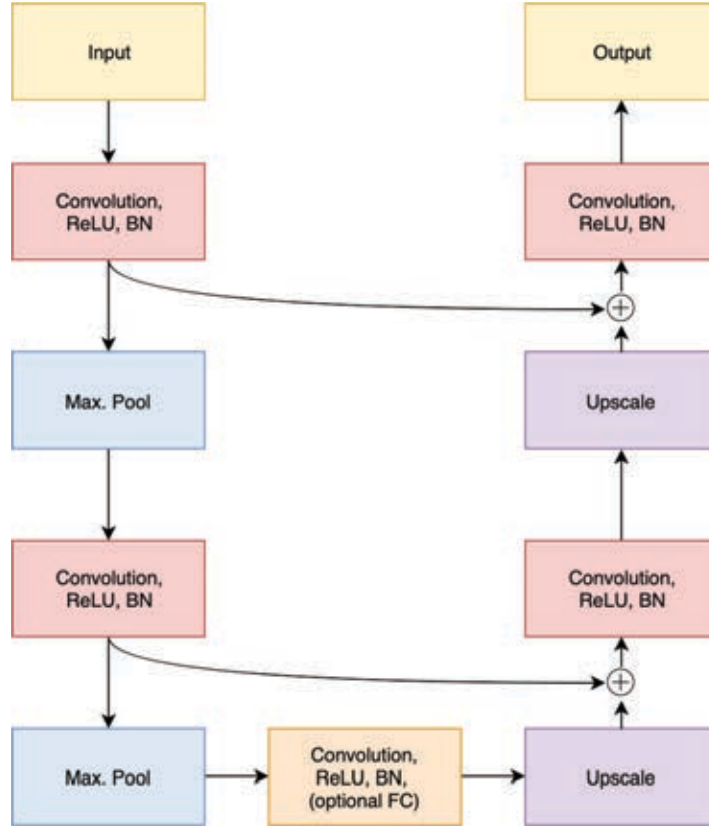 Input
Output
Convolution,
ReLU, BN
Convolution,
ReLU, BN
Max. Pool
Upscale
Convolution,
ReLU, BN
Convolution,
ReLU, BN
Max. Pool
Convolution,
ReLU, BN,
(optional FC)
Upscale